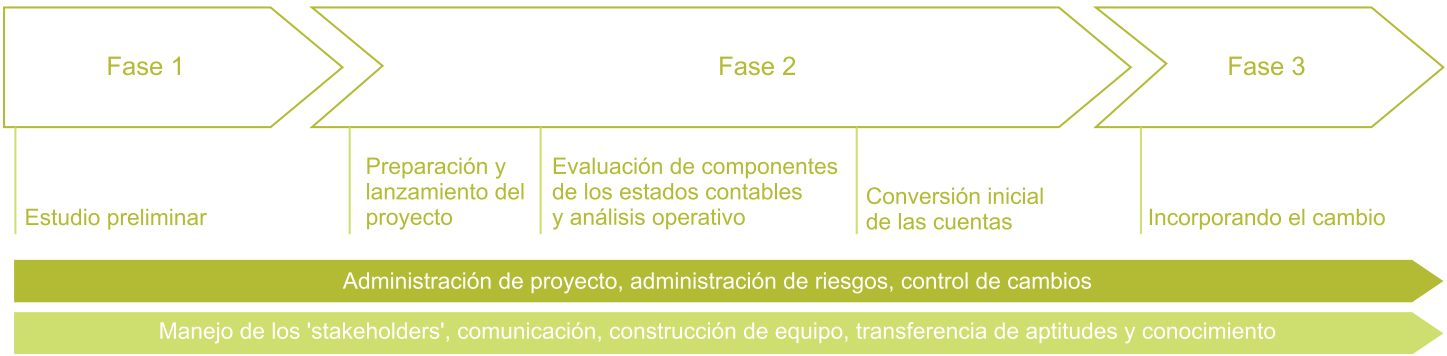 Fase 1
Fase 2
Fase 3
Estudio preliminar
Preparación y
lanzamiento del
proyecto
Evaluación de componentes
de los estados contables
y análisis operativo
Conversión inicial
de las cuentas
Incorporando el cambio
Administración de proyecto, administración de riesgos, control de cambios
Manejo de los 'stakeholders', comunicación, construcción de equipo, transferencia de aptitudes y conocimiento